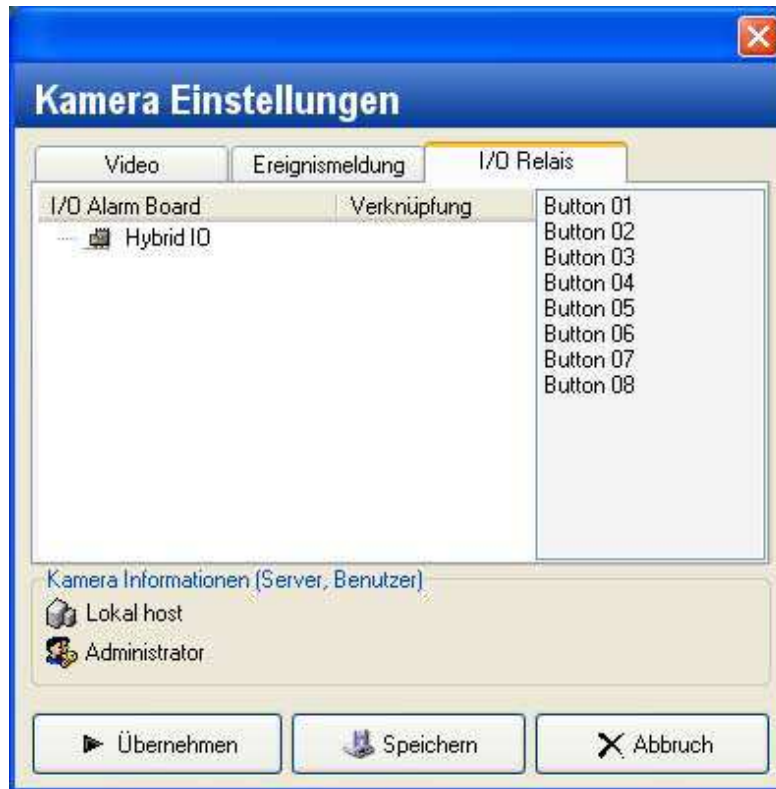 Kamera Einstellungen
Video Ereignismeldung I/O Relais
I/O Alarm Board Verknüpfung
Hybrid IO
Button 01
Button 02
Button 03
Button 04
Button 05
Button 06
Button 07
Button 08
Kamera Informationen (Server, Benutzer)
Lokal host
Administrator
Übernehmen Speichern Abbruch